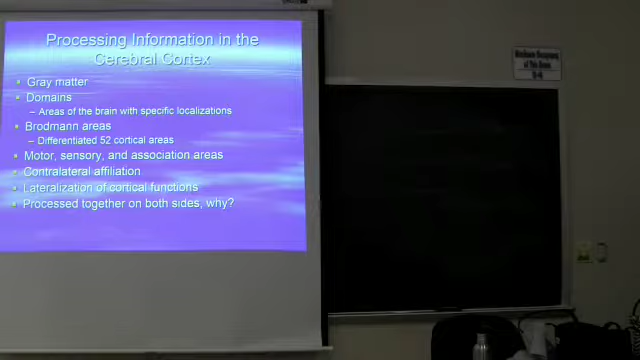 Processing Information in the
Cerebral Cortex
Gray matter
Domains
– Areas of the brain with specific localizations
Brodmann areas
– Differentiated 52 cortical areas
Motor, sensory, and association areas
Contralateral affiliation
Lateralization of cortical functions
Processed together on both sides, why?